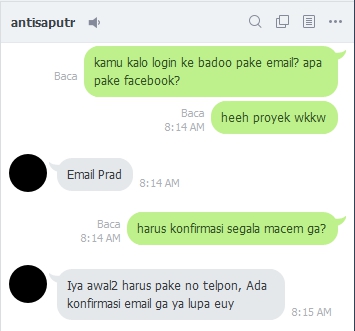 antisaputr
kamu kalo login ke badoo pake email? apa
pake facebook?
Baca
heeh proyek wkkw
Baca
8:14 AM
Email Prad
8:14 AM
harus konfirmasi segala macem ga?
Baca
8:14 AM
Iya awal2 harus pake no telpon, Ada
konfirmasi email ga ya lupa euy
8:15 AM